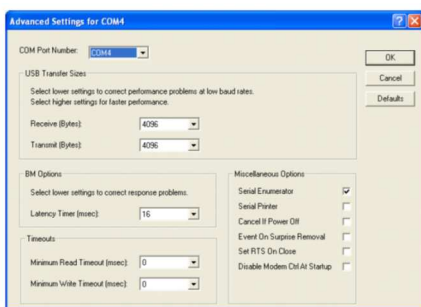 Advanced Settings for COM4
COM Port Number: COM4
OK
Cancel
Defaults
USB Transfer Sizes
Select lower settings to correct performance problems at low baud rates.
Select higher settings for faster performance.
Receive (Bytes): 4096
Transmit (Bytes): 4096
BM Options
Select lower settings to correct response problems.
Latency Timer (msec): 16
Timeouts
Minimum Read Timeout (msec): 0
Minimum Write Timeout (msec): 0
Miscellaneous Options
Serial Enumerator
Serial Printer
Cancel If Power Off
Event On Surprise Removal
Set RTS On Close
Disable Modem Ctrl At Startup